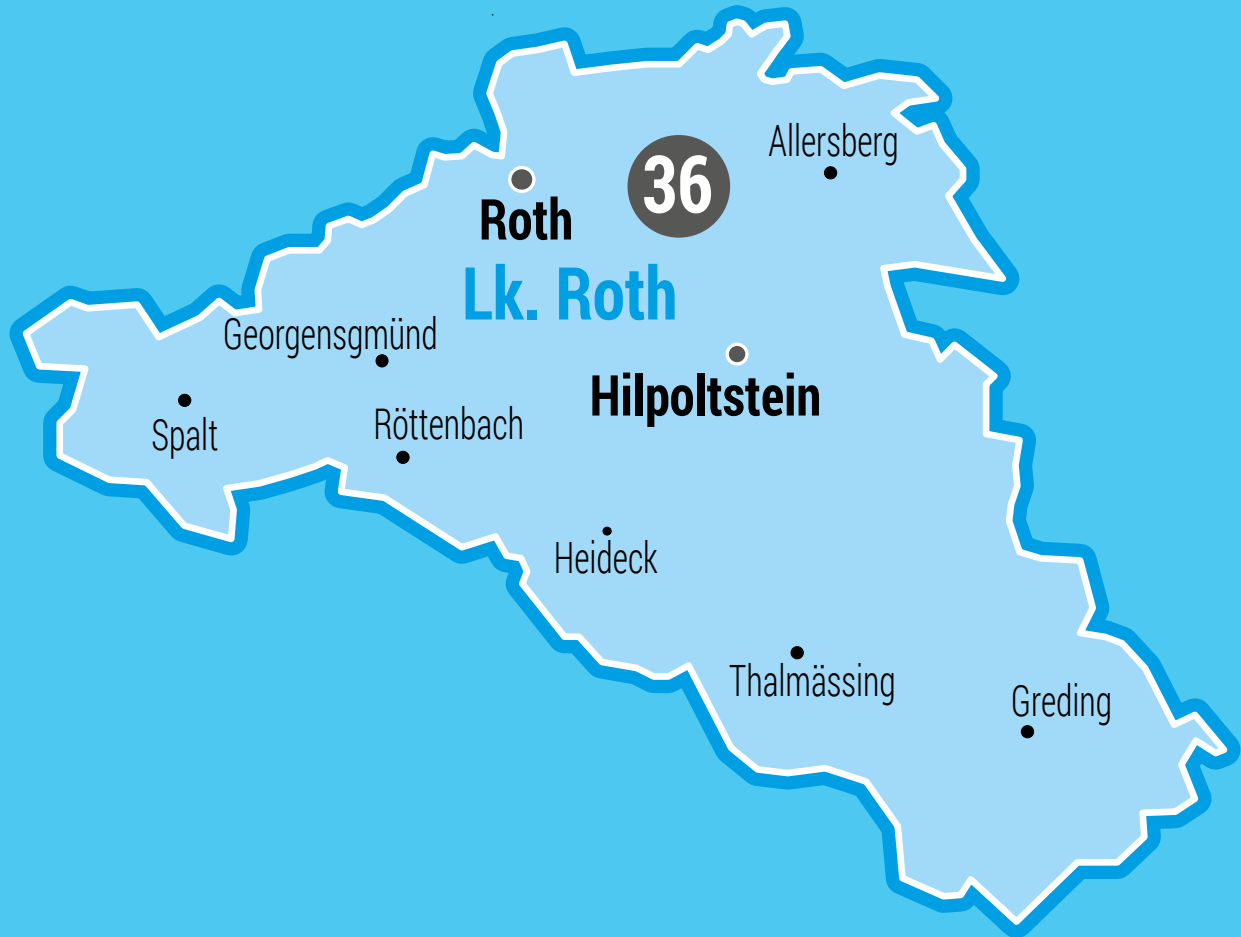 Allersberg
36
Roth
Lk. Roth
Georgensgmünd
Hilpoltstein
Röttenbach
Spalt
Heideck
Thalmässing
Greding